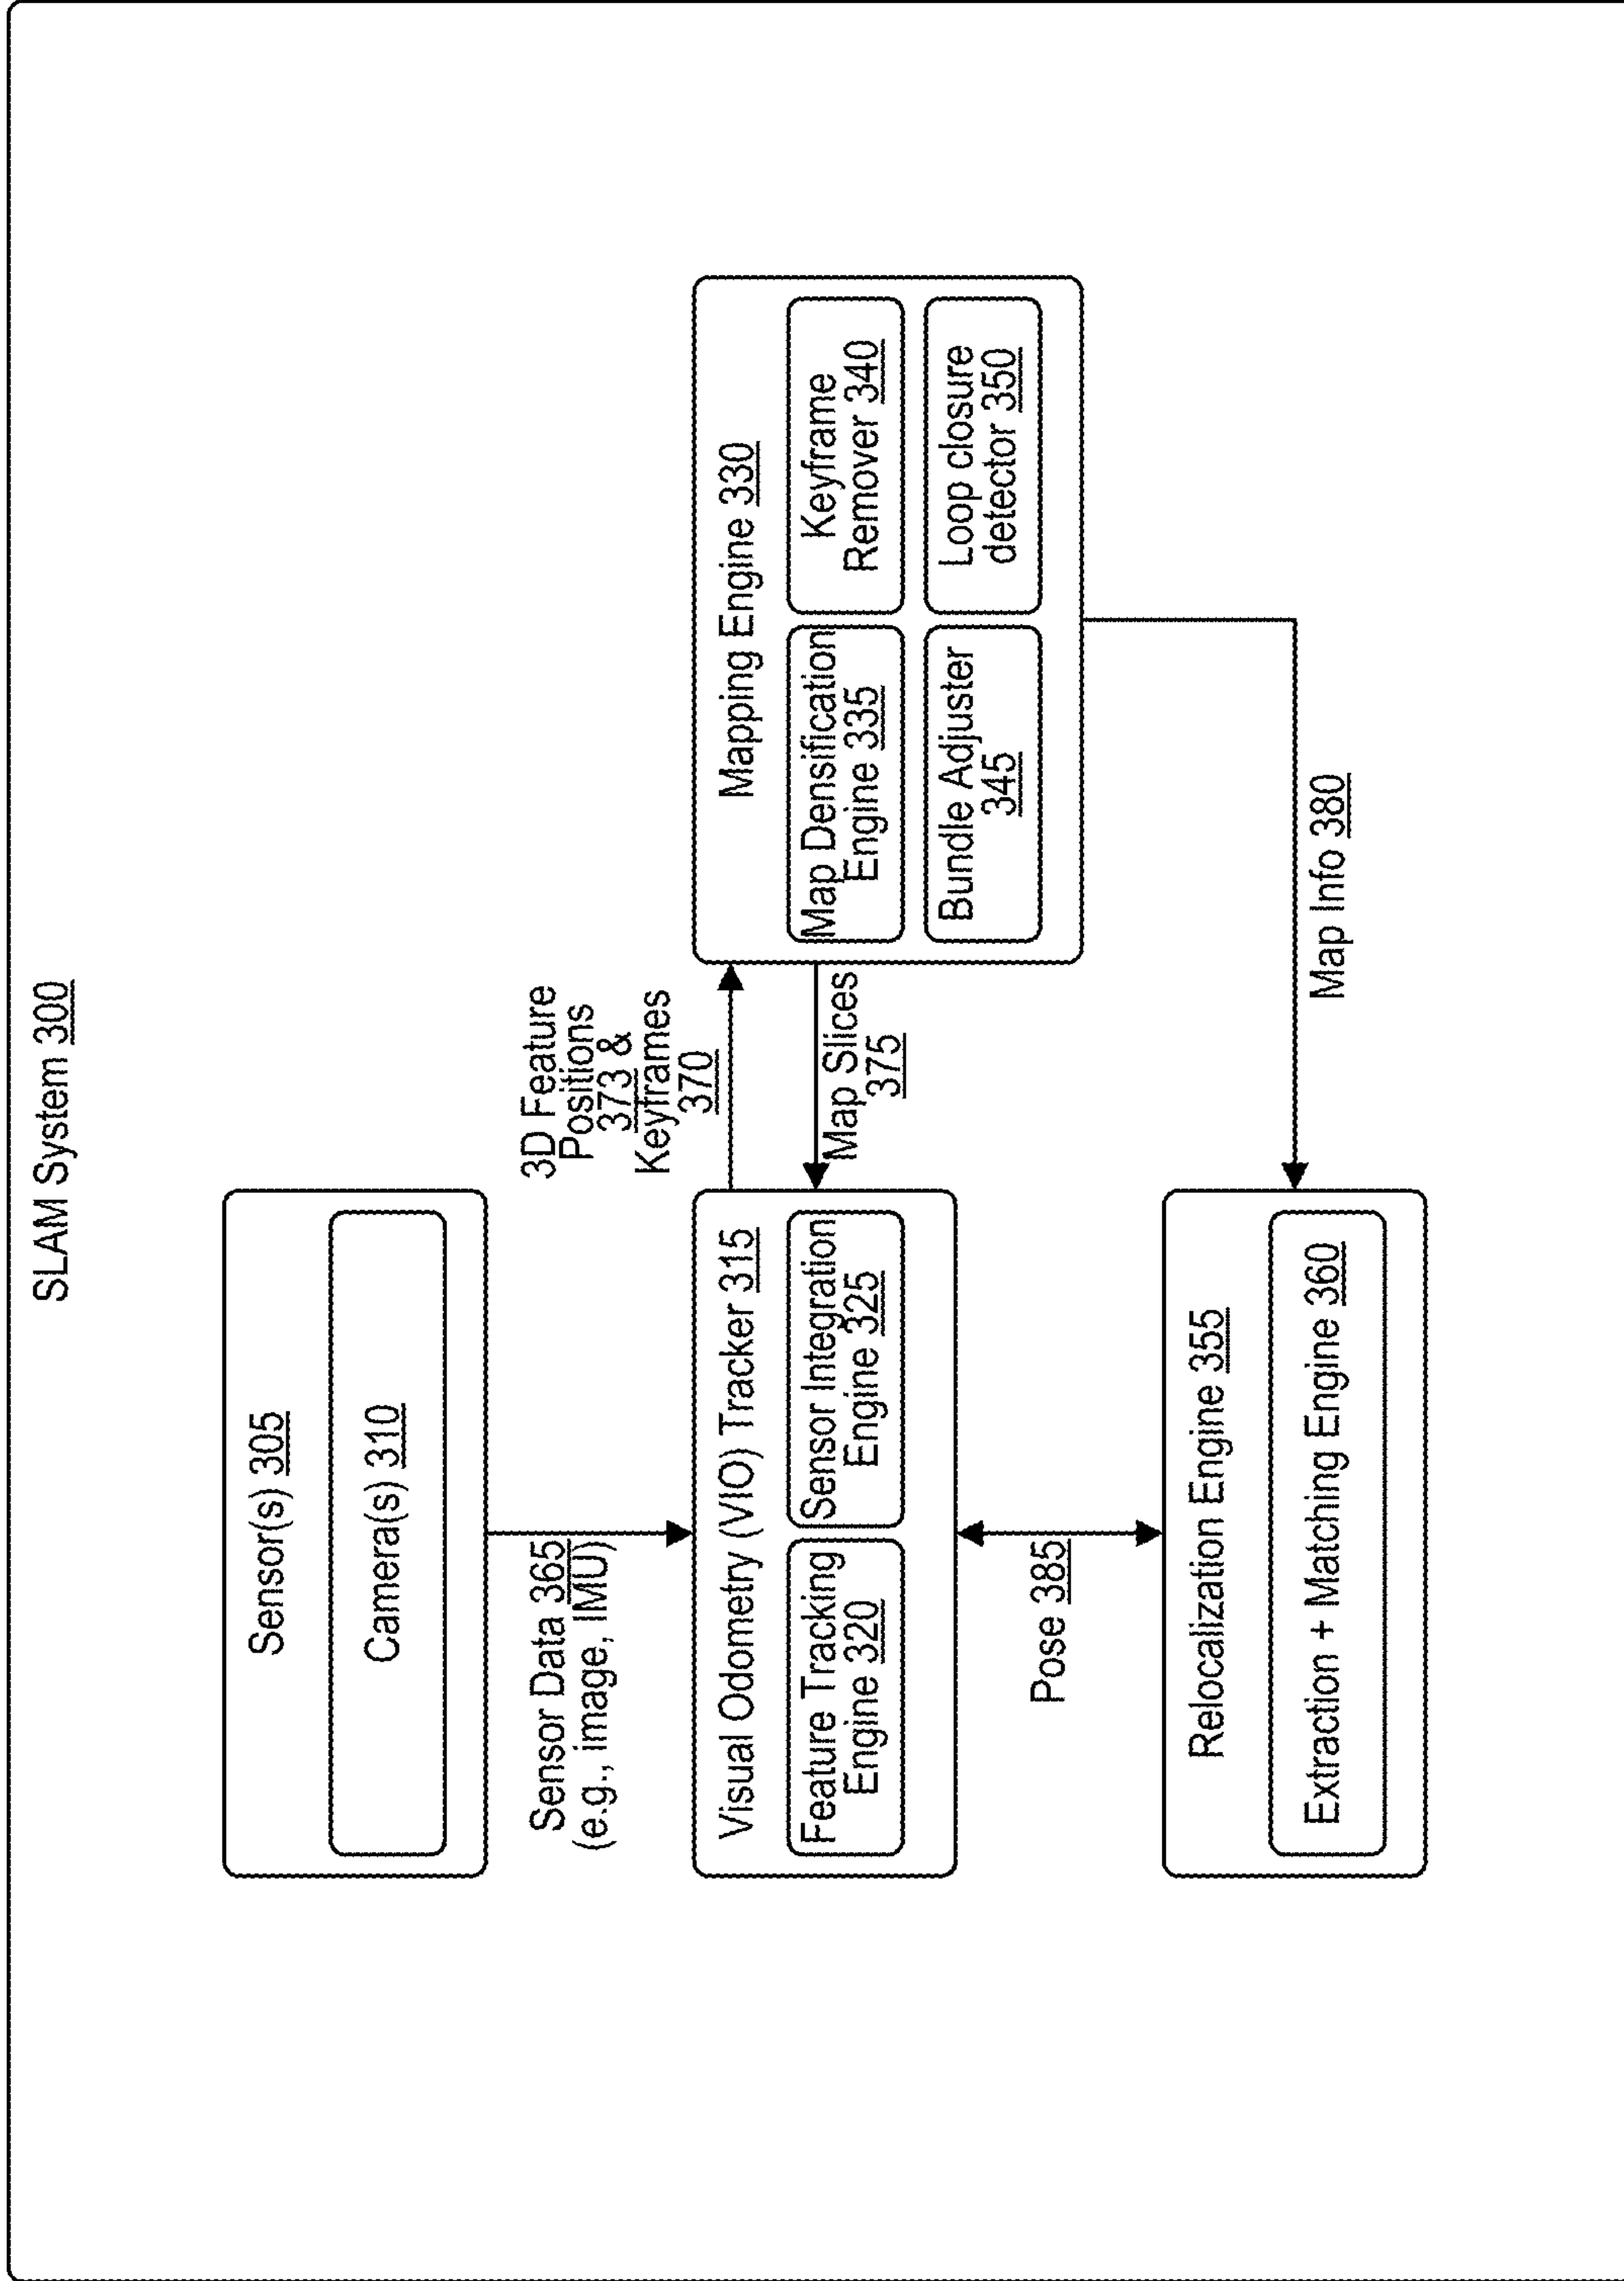 SLAM System 300
Sensor(s) 305
Camera(s) 310
Sensor Data 365
(e.g., image, IMU)
Visual Odometry (VIO) Tracker 315
Feature Tracking
Engine 320
Sensor Integration
Engine 325
3D Feature
Positions
373 &
Keyframes
370
Map Slices
375
Mapping Engine 330
Map Densification
Engine 335
Keyframe
Remover 340
Bundle Adjuster
345
Loop closure
detector 350
Pose 385
Relocalization Engine 355
Extraction + Matching Engine 360
Map Info 380